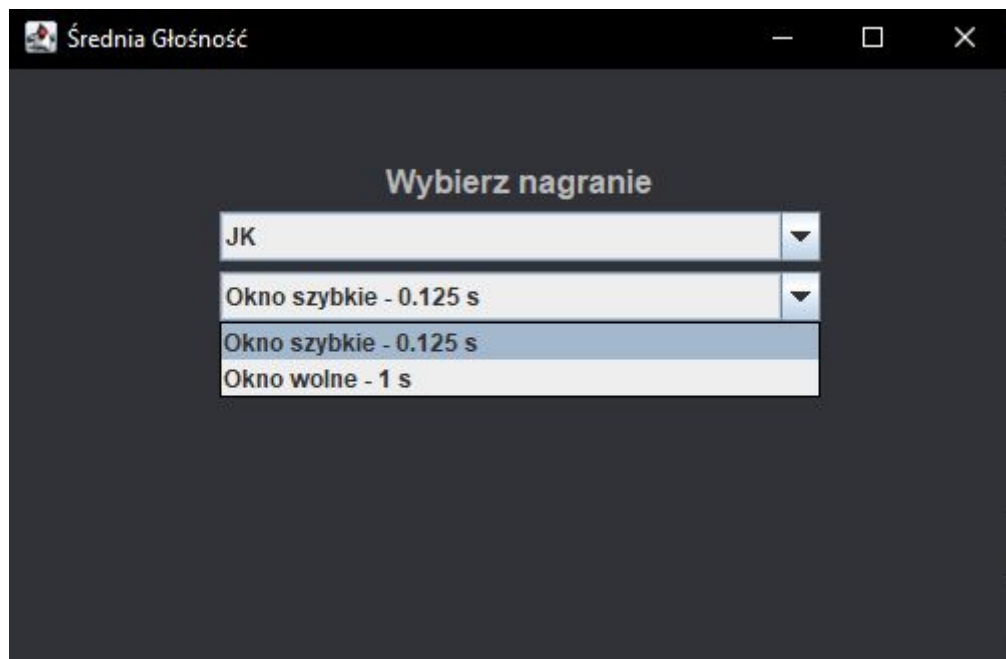 Średnia Głośność
Wybierz nagranie
JK
Okno szybkie - 0.125 s
Okno szybkie - 0.125 s
Okno wolne - 1 s